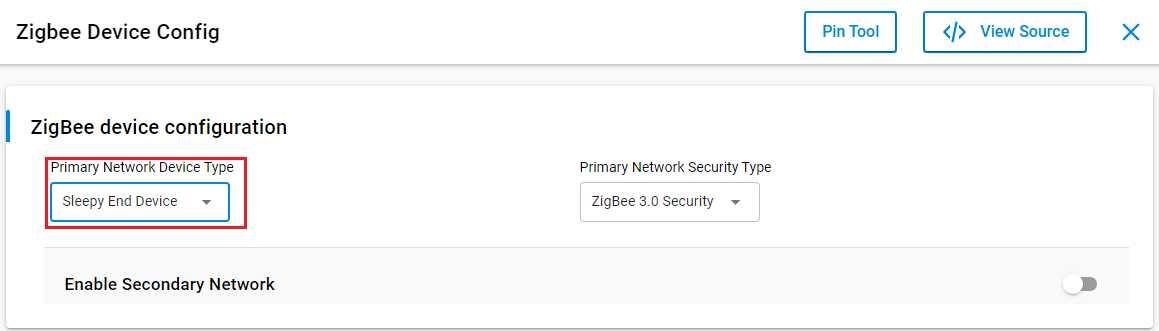 Zigbee Device Config
Pin Tool
</> View Source
ZigBee device configuration
Primary Network Device Type
Primary Network Security Type
Sleepy End Device
ZigBee 3.0 Security
Enable Secondary Network